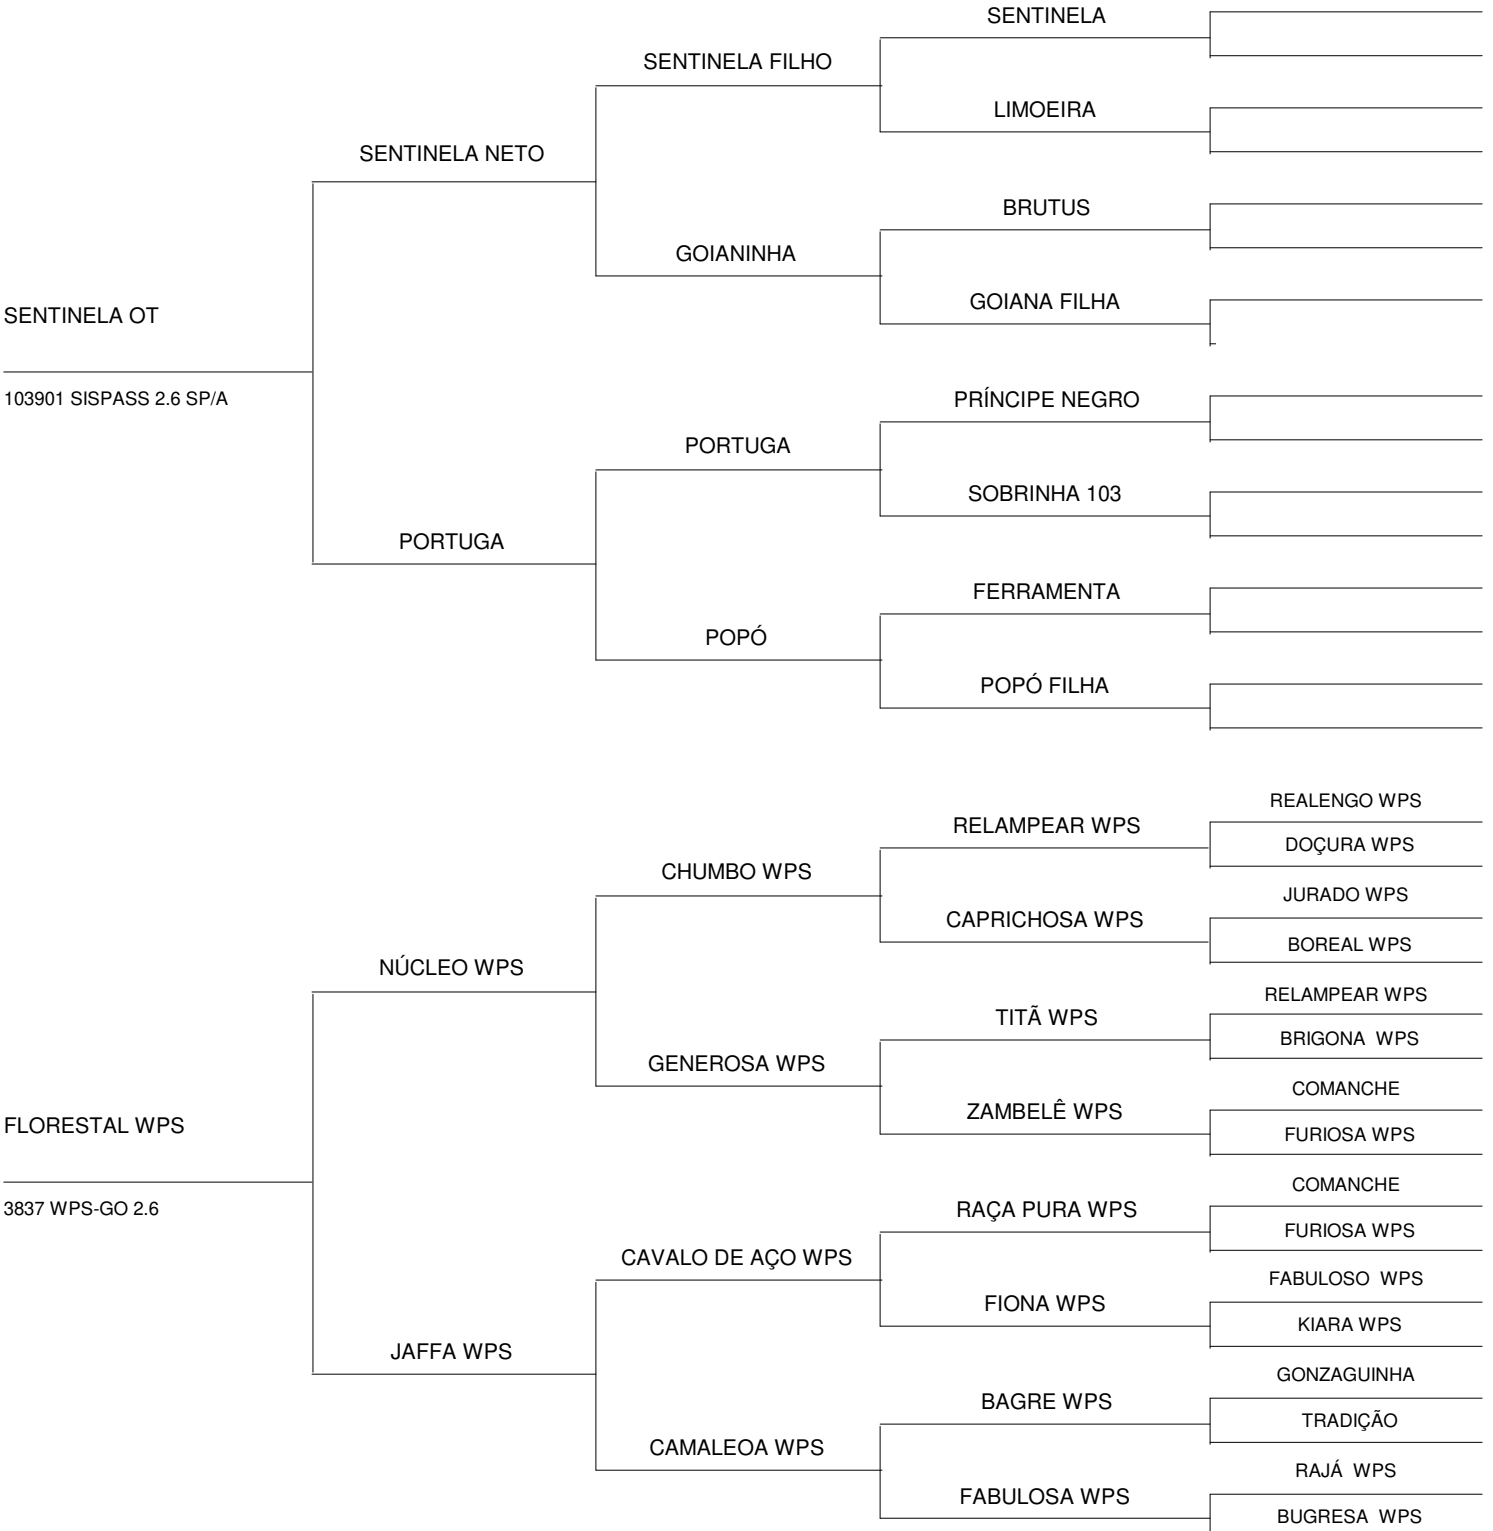 SENTINELA
SENTINELA FILHO
LIMOEIRA
SENTINELA NETO
BRUTUS
GOIANINHA
GOIANA FILHA
SENTINELA OT
103901 SISPASS 2.6 SP/A
PRÍNCIPE NEGRO
PORTUGA
SOBRINHA 103
PORTUGA
FERRAMENTA
POPÓ
POPÓ FILHA
REALENGO WPS
RELAMPEAR WPS
DOÇURA WPS
CHUMBO WPS
JURADO WPS
CAPRICHOSA WPS
BOREAL WPS
NÚCLEO WPS
RELAMPEAR WPS
TITÃ WPS
BRIGONA  WPS
GENEROSA WPS
COMANCHE
ZAMBELÊ WPS
FURIOSA WPS
FLORESTAL WPS
3837 WPS-GO 2.6
COMANCHE
RAÇA PURA WPS
FURIOSA WPS
CAVALO DE AÇO WPS
FABULOSO  WPS
FIONA WPS
KIARA WPS
JAFFA WPS
GONZAGUINHA
BAGRE WPS
TRADIÇÃO
CAMALEOA WPS
RAJÁ  WPS
FABULOSA WPS
BUGRESA  WPS